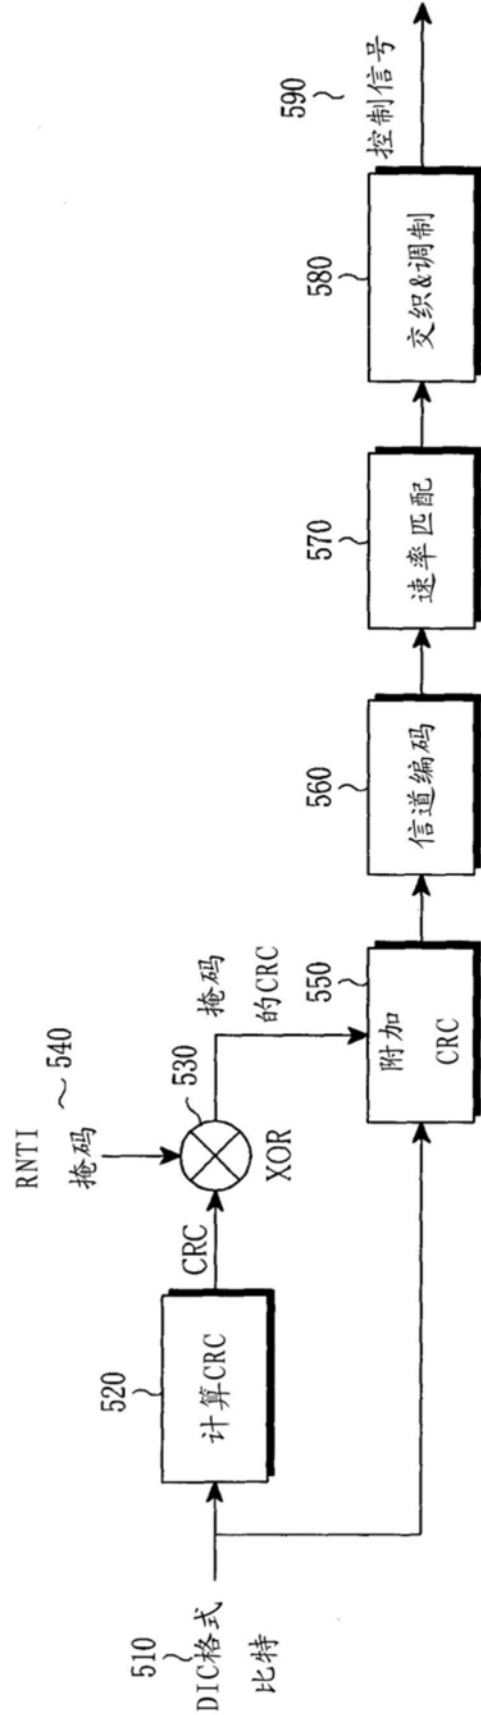 510
DIC格式
比特
520
计算CRC
CRC
RNTI
掩码
540
530
XOR
掩码
的CRC
550
附加
CRC
560
信道编码
570
速率匹配
580
交织&调制
590
控制信号